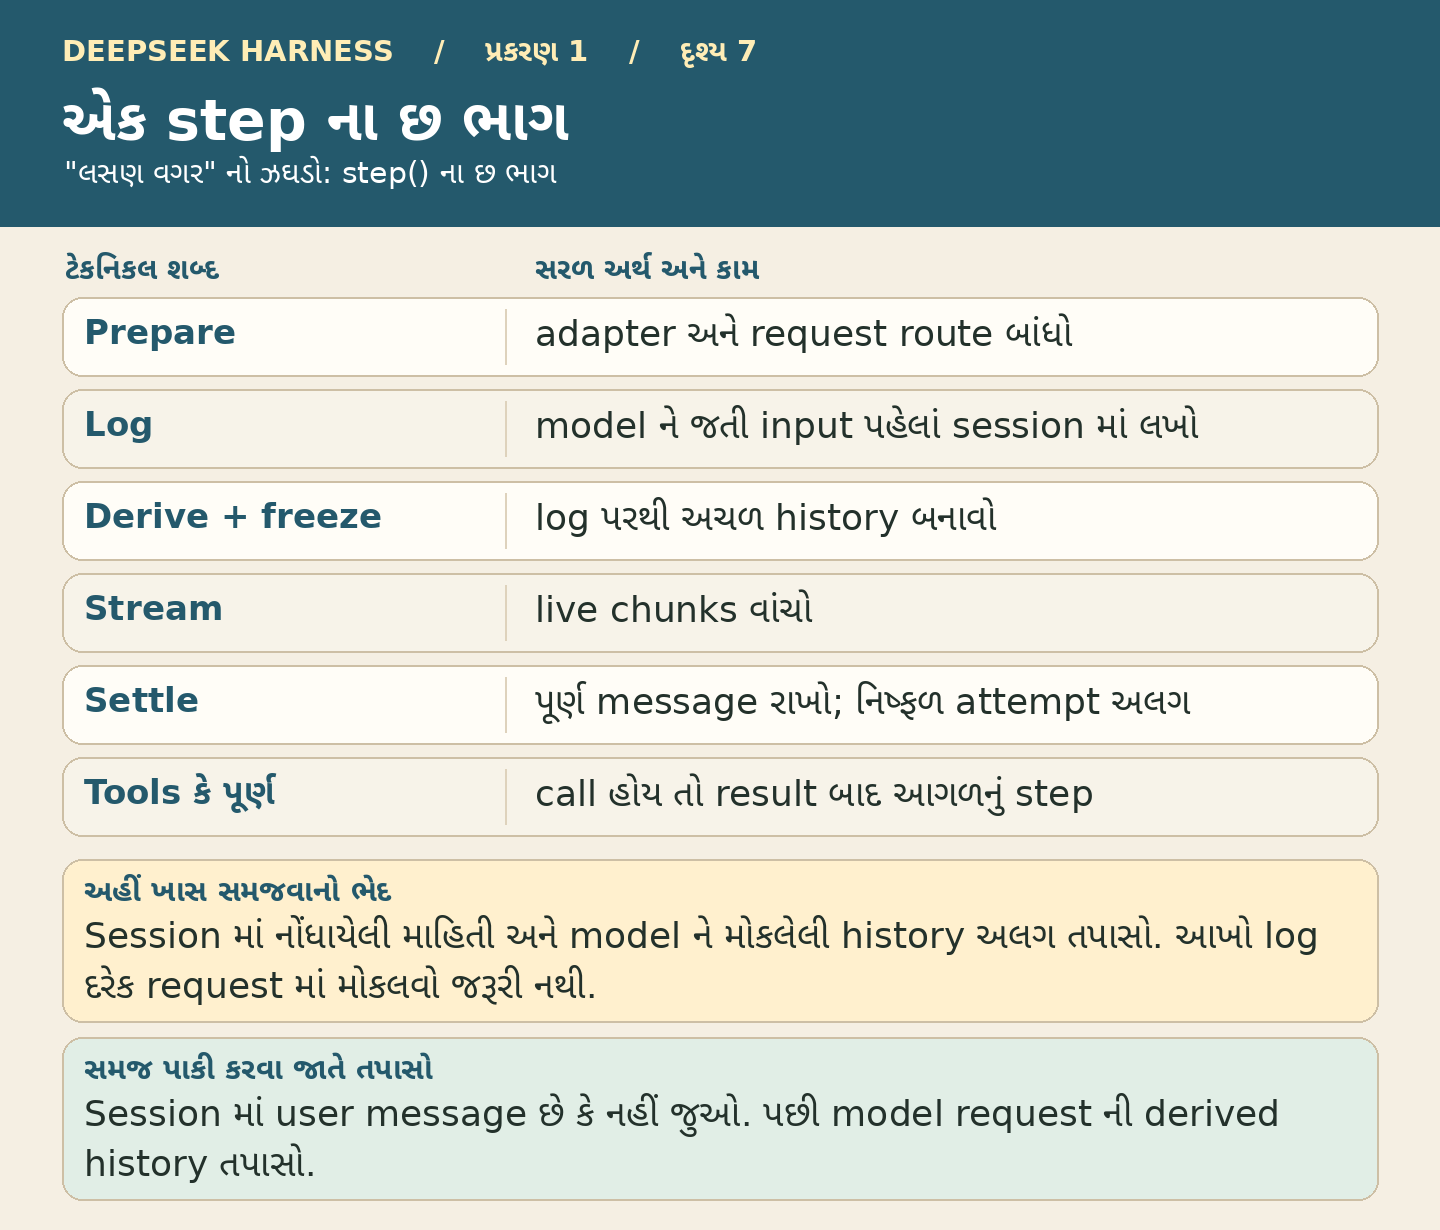 DEEPSEEK HARNESS / પ્રકરણ 1 / દૃશ્ય 7
એક step ના છ ભાગ
"લસણ વગર" નો ઝઘડો: step() ના છ ભાગ
ટેકનિકલ શબ્દ સરળ અર્થ અને કામ
Prepare adapter અને request route બાંધો
Log model ને જતી input પહેલાં session માં લખો
Derive + freeze log પરથી અચળ history બનાવો
Stream live chunks વાંચો
Settle પૂર્ણ message રાખો; નિષ્ફળ attempt અલગ
Tools કે પૂર્ણ call હોય તો result બાદ આગળનું step
અહીં ખાસ સમજવાનો ભેદ
Session માં નોંધાયેલી માહિતી અને model ને મોકલેલી history અલગ તપાસો. આખો log
દરેક request માં મોકલવો જરૂરી નથી.
સમજ પાકી કરવા જાતે તપાસો
Session માં user message છે કે નહીં જુઓ. પછી model request ની derived
history તપાસો.